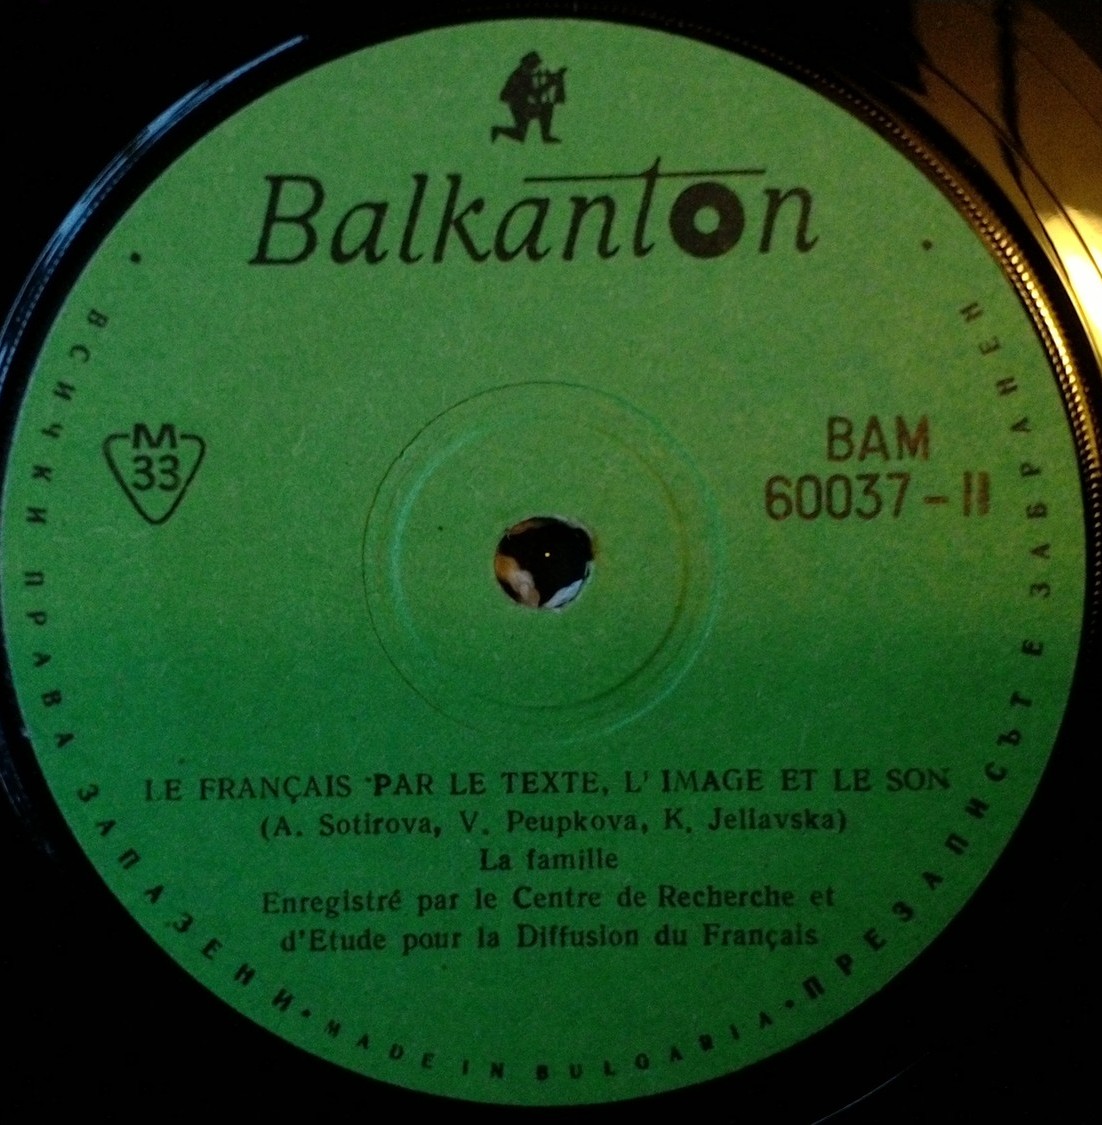 Balkanton
M
33
BAM
60037-II
LE FRANÇAIS PAR LE TEXTE, L'IMAGE ET LE SON
(A. Sotirova, V. Peupkova, K. Jeliavska)
La famille
Enregistré par le Centre de Recherche et
d'Etude pour la Diffusion du Français
• ВСИЧКИ ПРАВА ЗАПАЗЕНИ • MADE IN BULGARIA • ПРЕЗАПИСЪТ Е ЗАБРАНЕН •